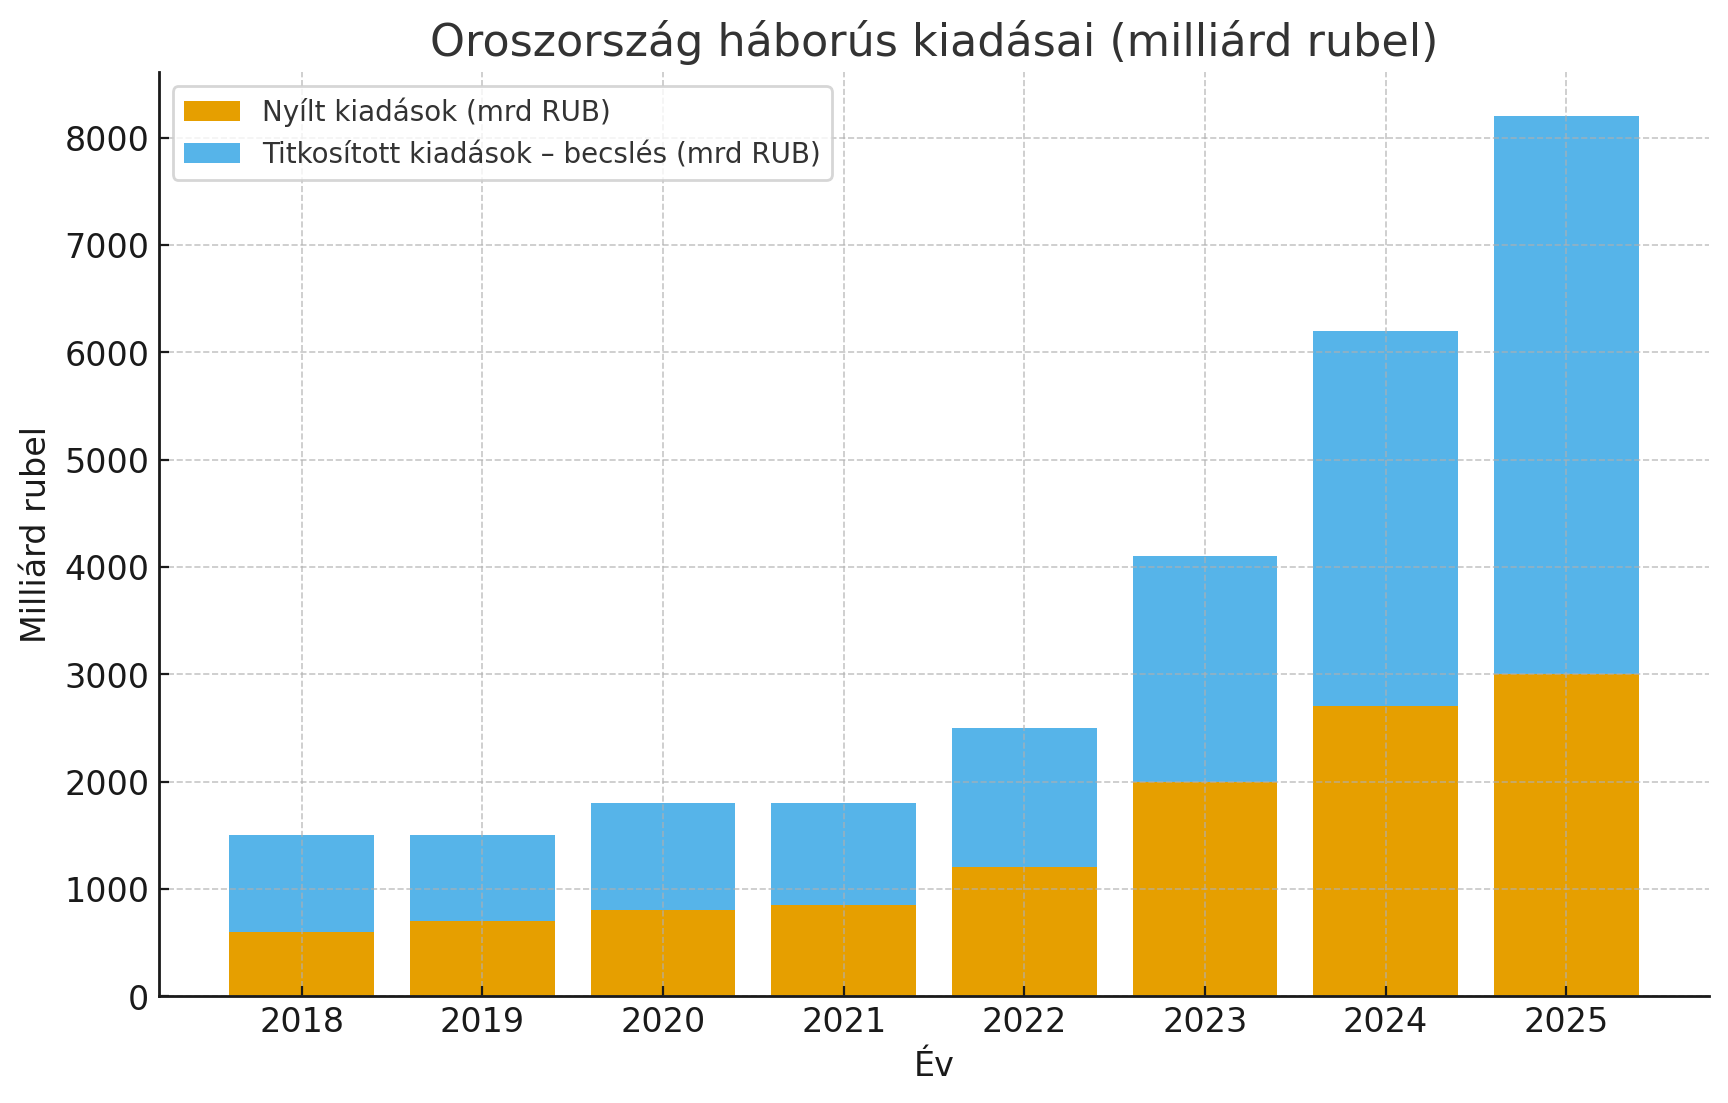 Oroszország háborús kiadásai (milliárd rubel)
Nyílt kiadások (mrd RUB)
Titkosított kiadások – becslés (mrd RUB)
Milliárd rubel
8000
7000
6000
5000
4000
3000
2000
1000
0
2018 2019 2020 2021 2022 2023 2024 2025
Év